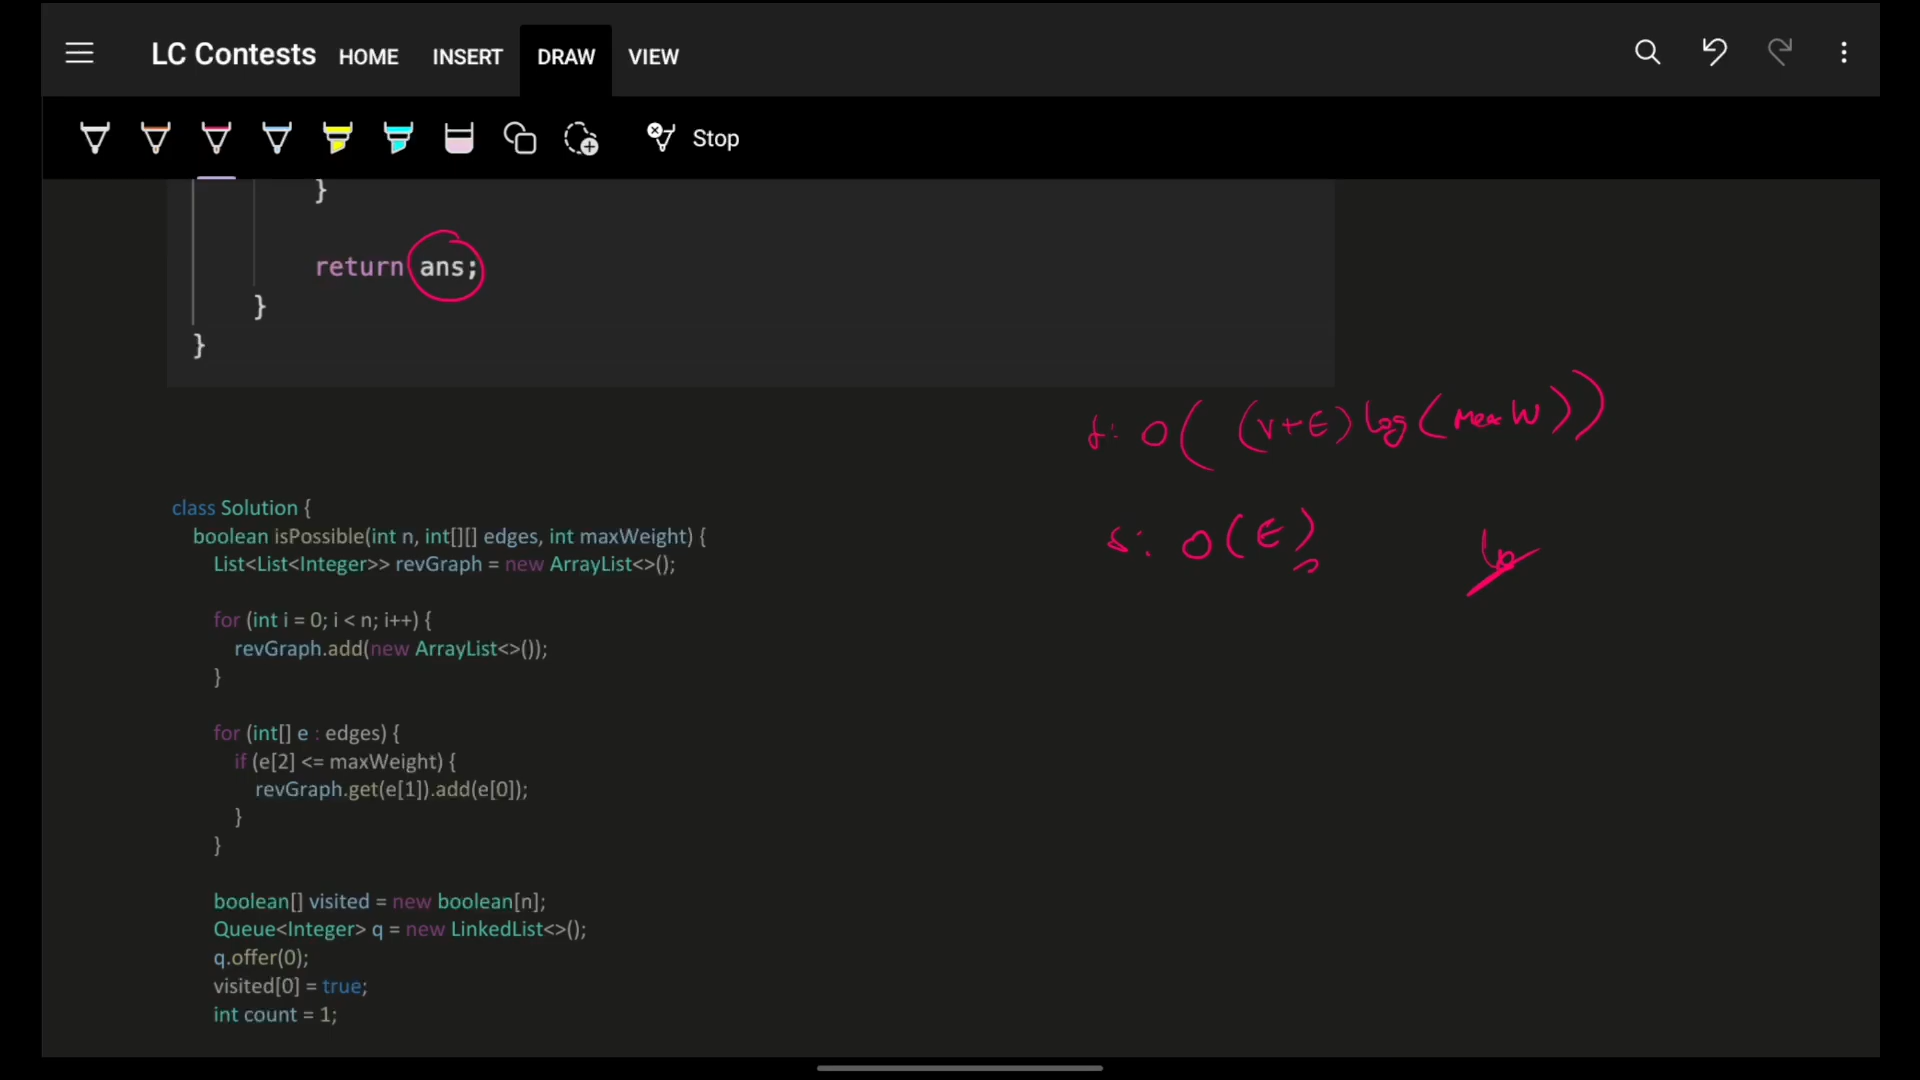 LC Contests HOME INSERT DRAW VIEW
Stop
}
return ans;
}
}
t: O( (V+E) log(maxW))
s: O(E)
class Solution {
boolean isPossible(int n, int[][] edges, int maxWeight) {
List<List<Integer>> revGraph = new ArrayList<>();
for (int i = 0; i < n; i++) {
revGraph.add(new ArrayList<>());
}
for (int[] e : edges) {
if (e[2] <= maxWeight) {
revGraph.get(e[1]).add(e[0]);
}
}
boolean[] visited = new boolean[n];
Queue<Integer> q = new LinkedList<>();
q.offer(0);
visited[0] = true;
int count = 1;